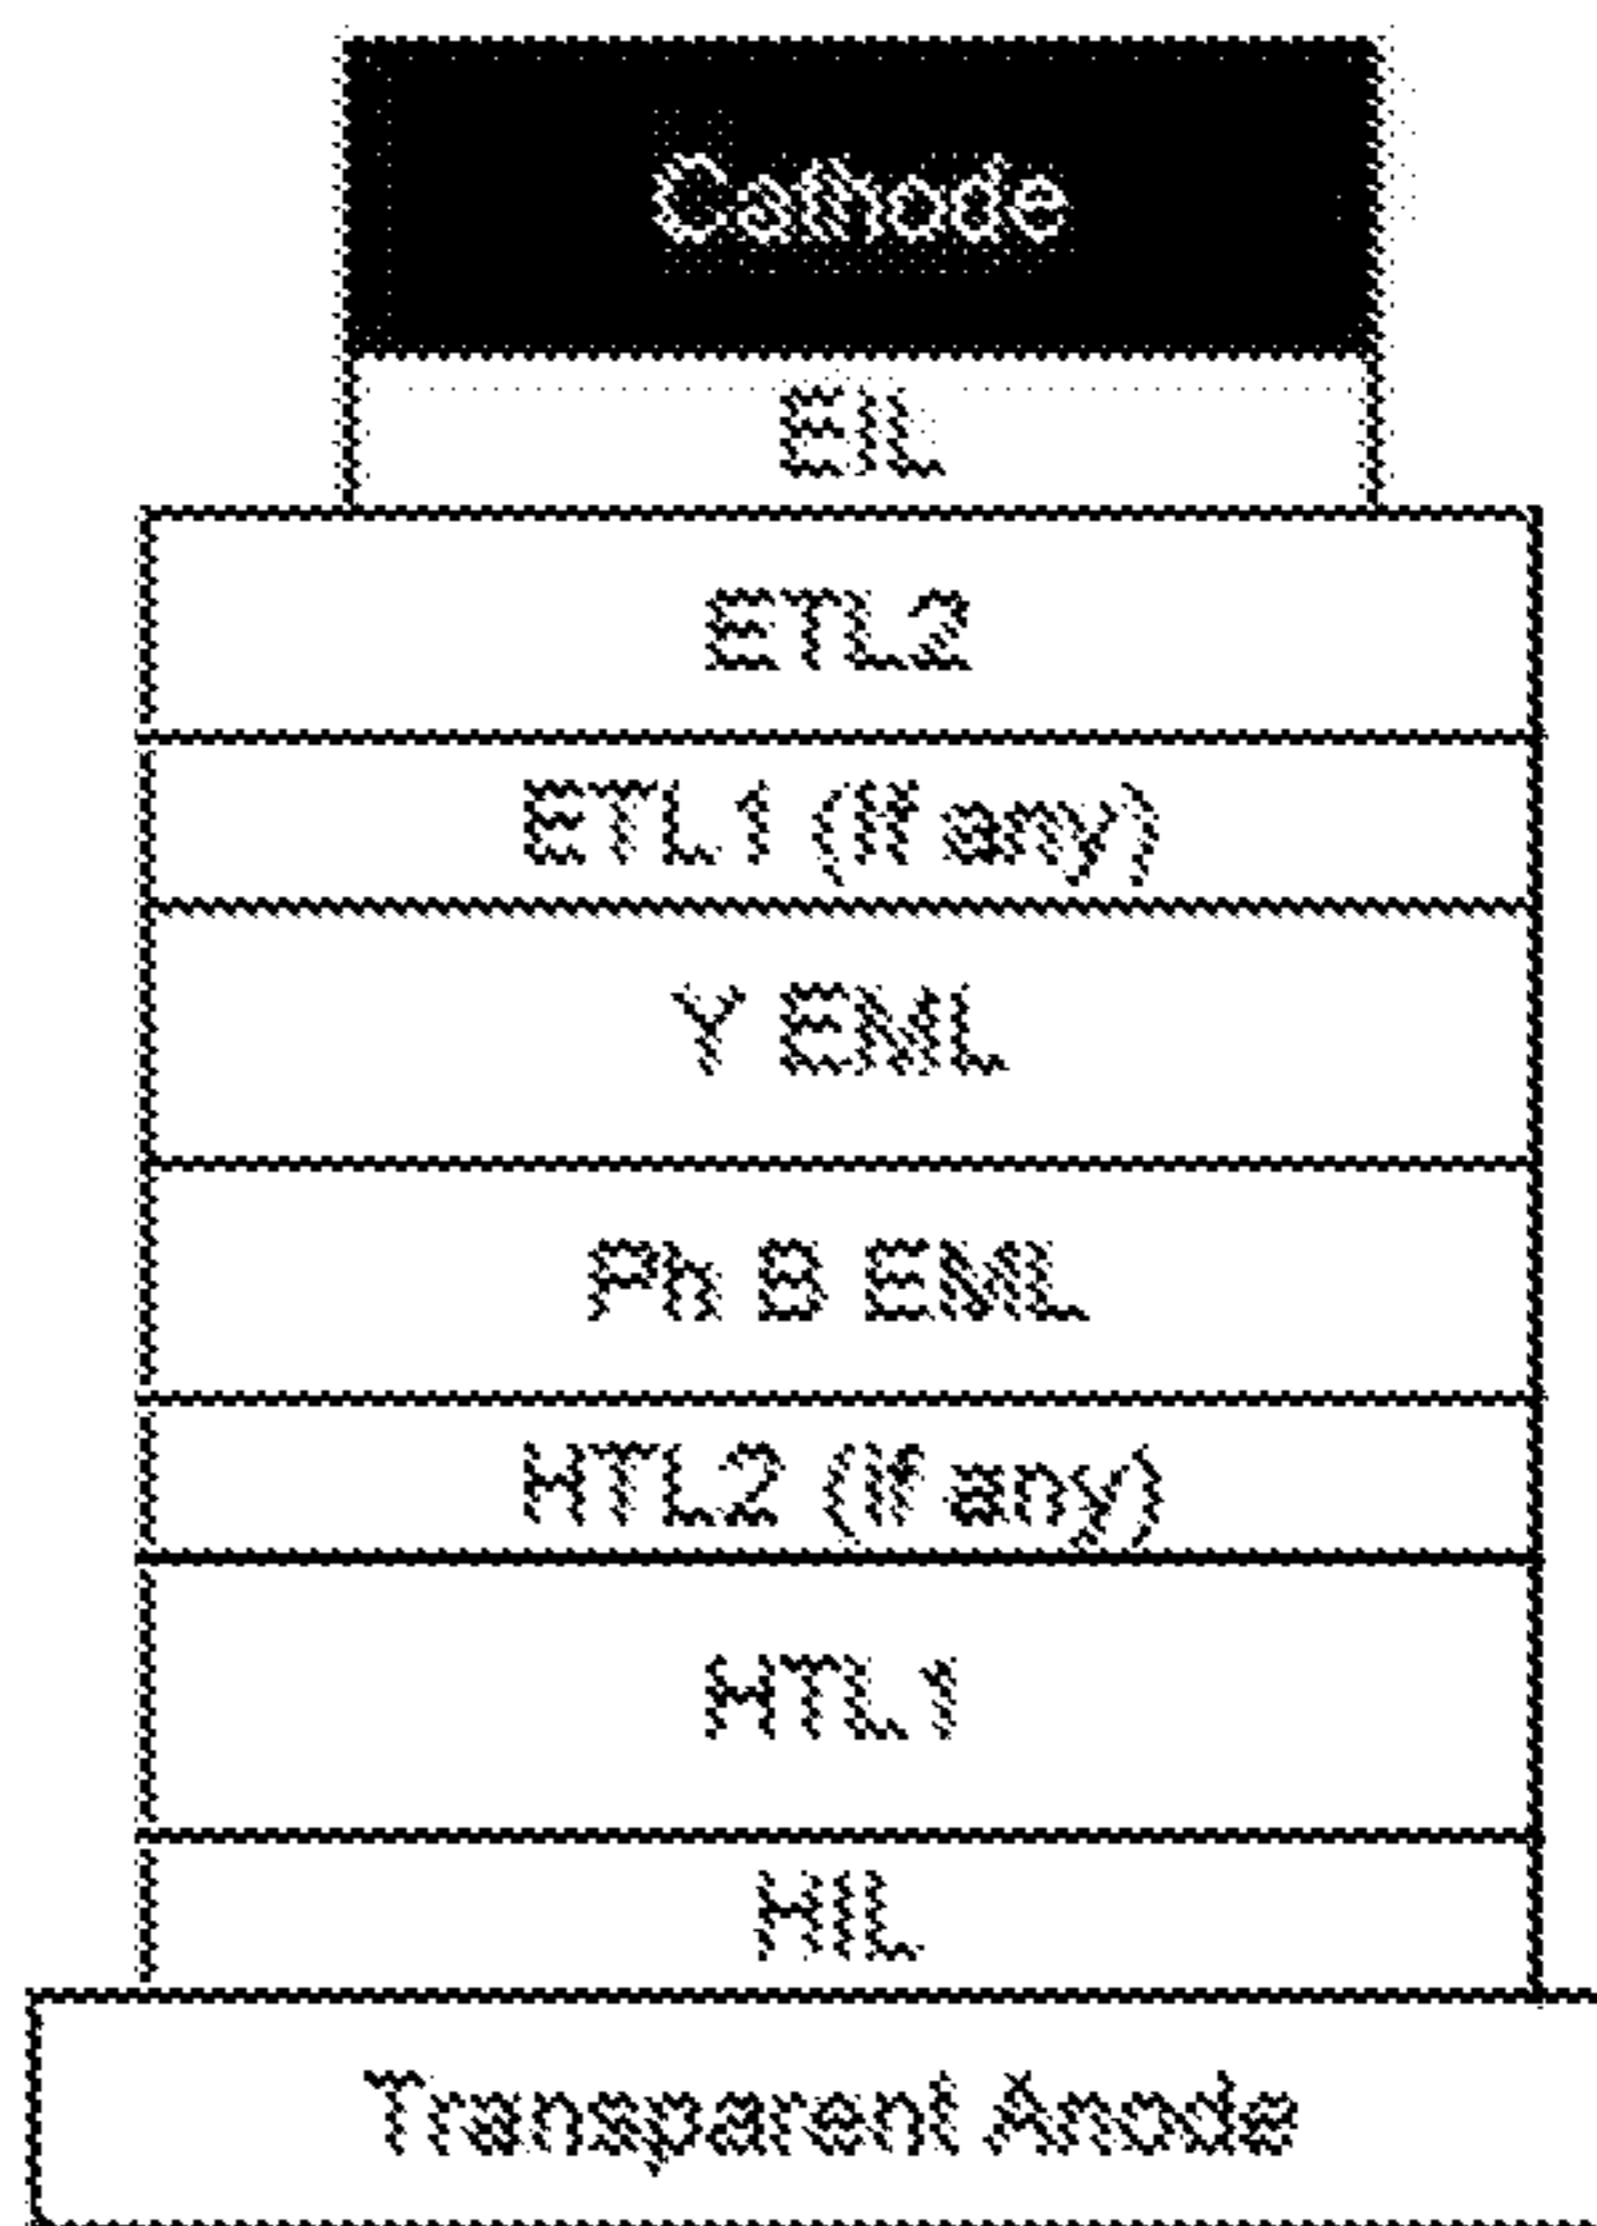 Cathode
EIL
ETL2
ETL1 (If any)
Y EML
Ph B EML
HTL2 (If any)
HTL1
HIL
Transparent Anode